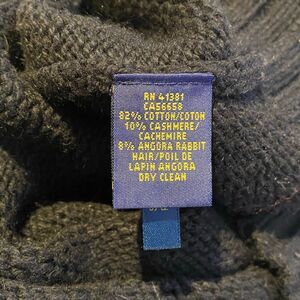 RN 41381
CA56658
82% COTTON/COTON
10% CASHMERE/
CACHEMIRE
8% ANGORA RABBIT
HAIR/POIL DE
LAPIN ANGORA
DRY CLEAN